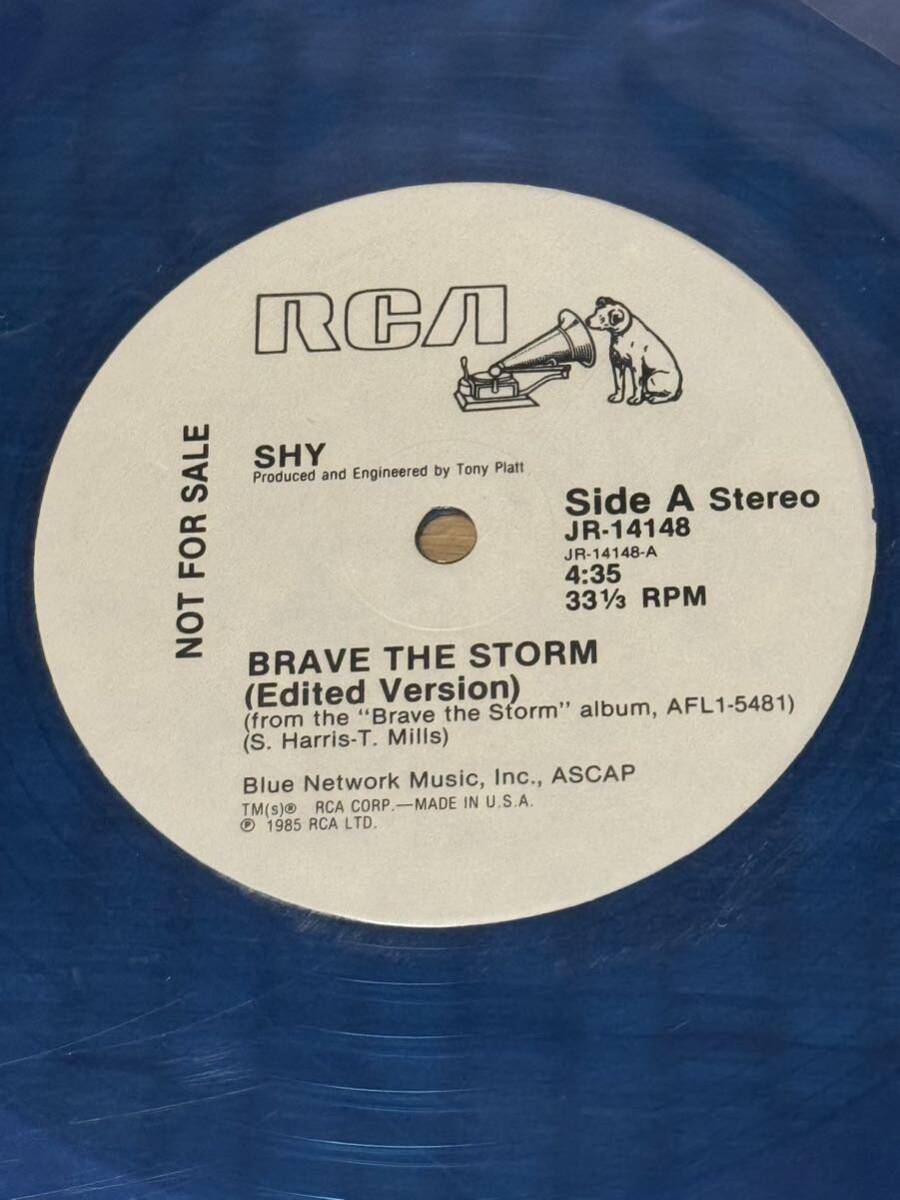 RCA
NOT FOR SALE
SHY
Produced and Engineered by Tony Platt
Side A Stereo
JR-14148
JR-14148-A
4:35
33⅓ RPM
BRAVE THE STORM
(Edited Version)
(from the "Brave the Storm" album, AFL1-5481)
(S. Harris-T. Mills)
Blue Network Music, Inc., ASCAP
TM(s)® RCA CORP.—MADE IN U.S.A.
℗ 1985 RCA LTD.